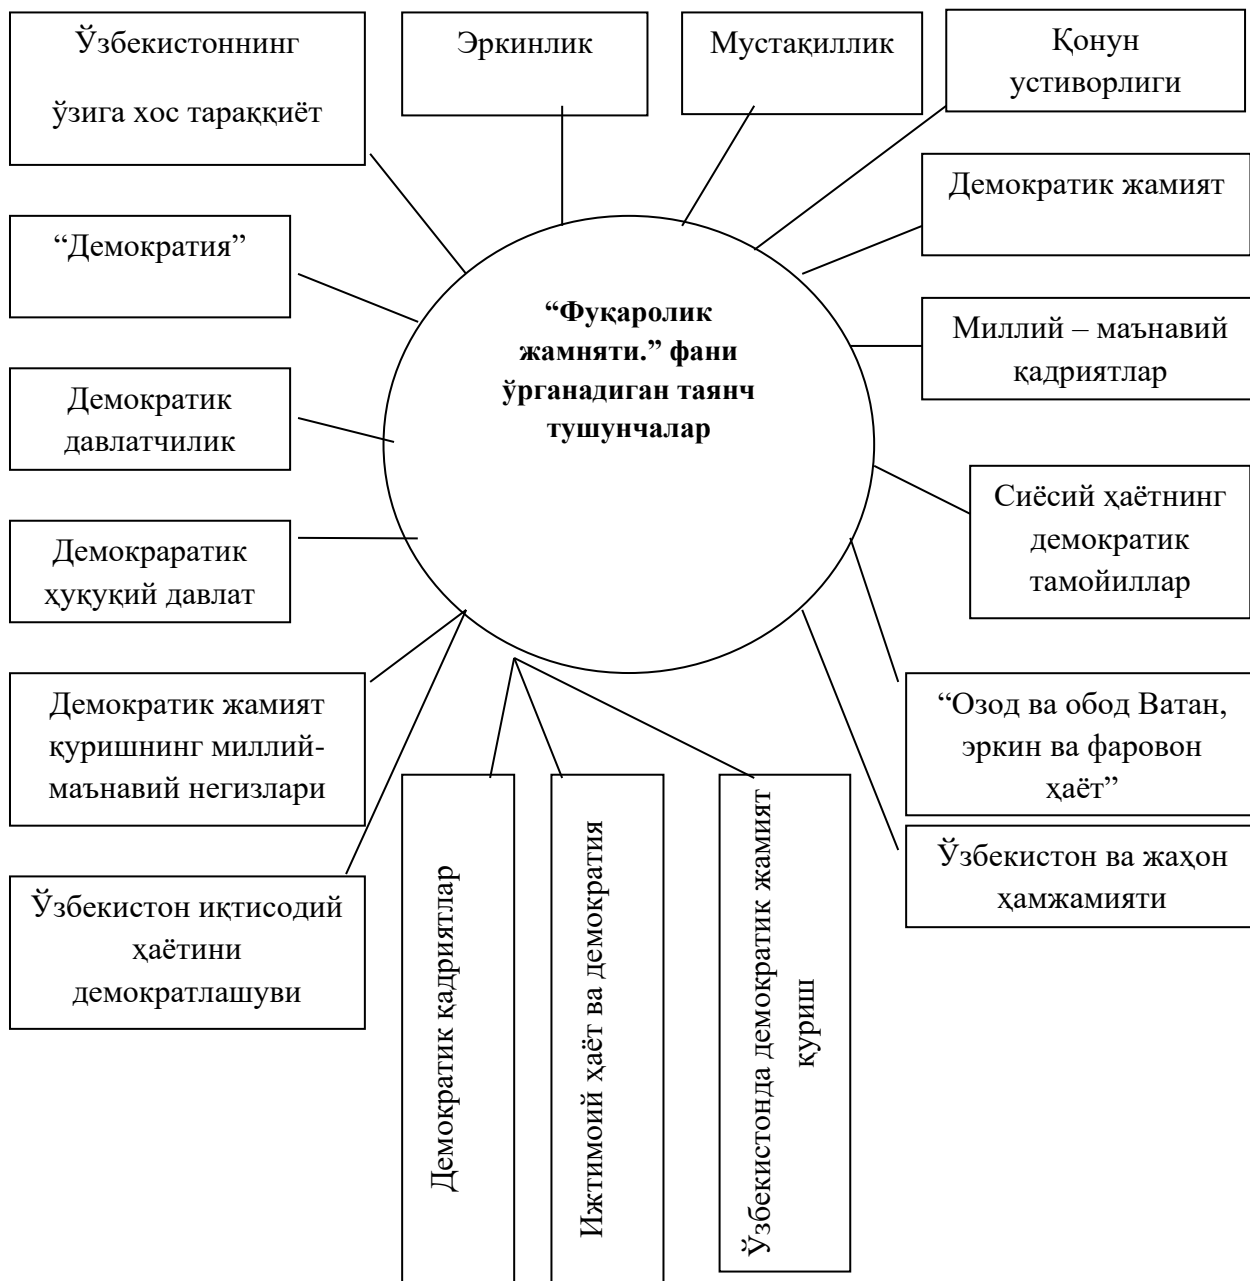 Ўзбекистоннинг
ўзига хос тараққиёт
Эркинлик
Мустақиллик
Қонун
устиворлиги
Демократик жамият
“Демократия”
“Фуқаролик
жамняти.” фани
ўрганадиган таянч
тушунчалар
Миллий – маънавий
қадриятлар
Демократик
давлатчилик
Сиёсий ҳаётнинг
демократик
тамойиллар
Демокраратик
ҳуқуқий давлат
Демократик жамият
қуришнинг миллий-
маънавий негизлари
“Озод ва обод Ватан,
эркин ва фаровон
ҳаёт”
Ўзбекистон ва жаҳон
ҳамжамияти
Ўзбекистон иқтисодий
ҳаётини
демократлашуви
Демократик қадриятлар
Ижтимоий ҳаёт ва демократия
Ўзбекистонда демократик жамият
қуриш